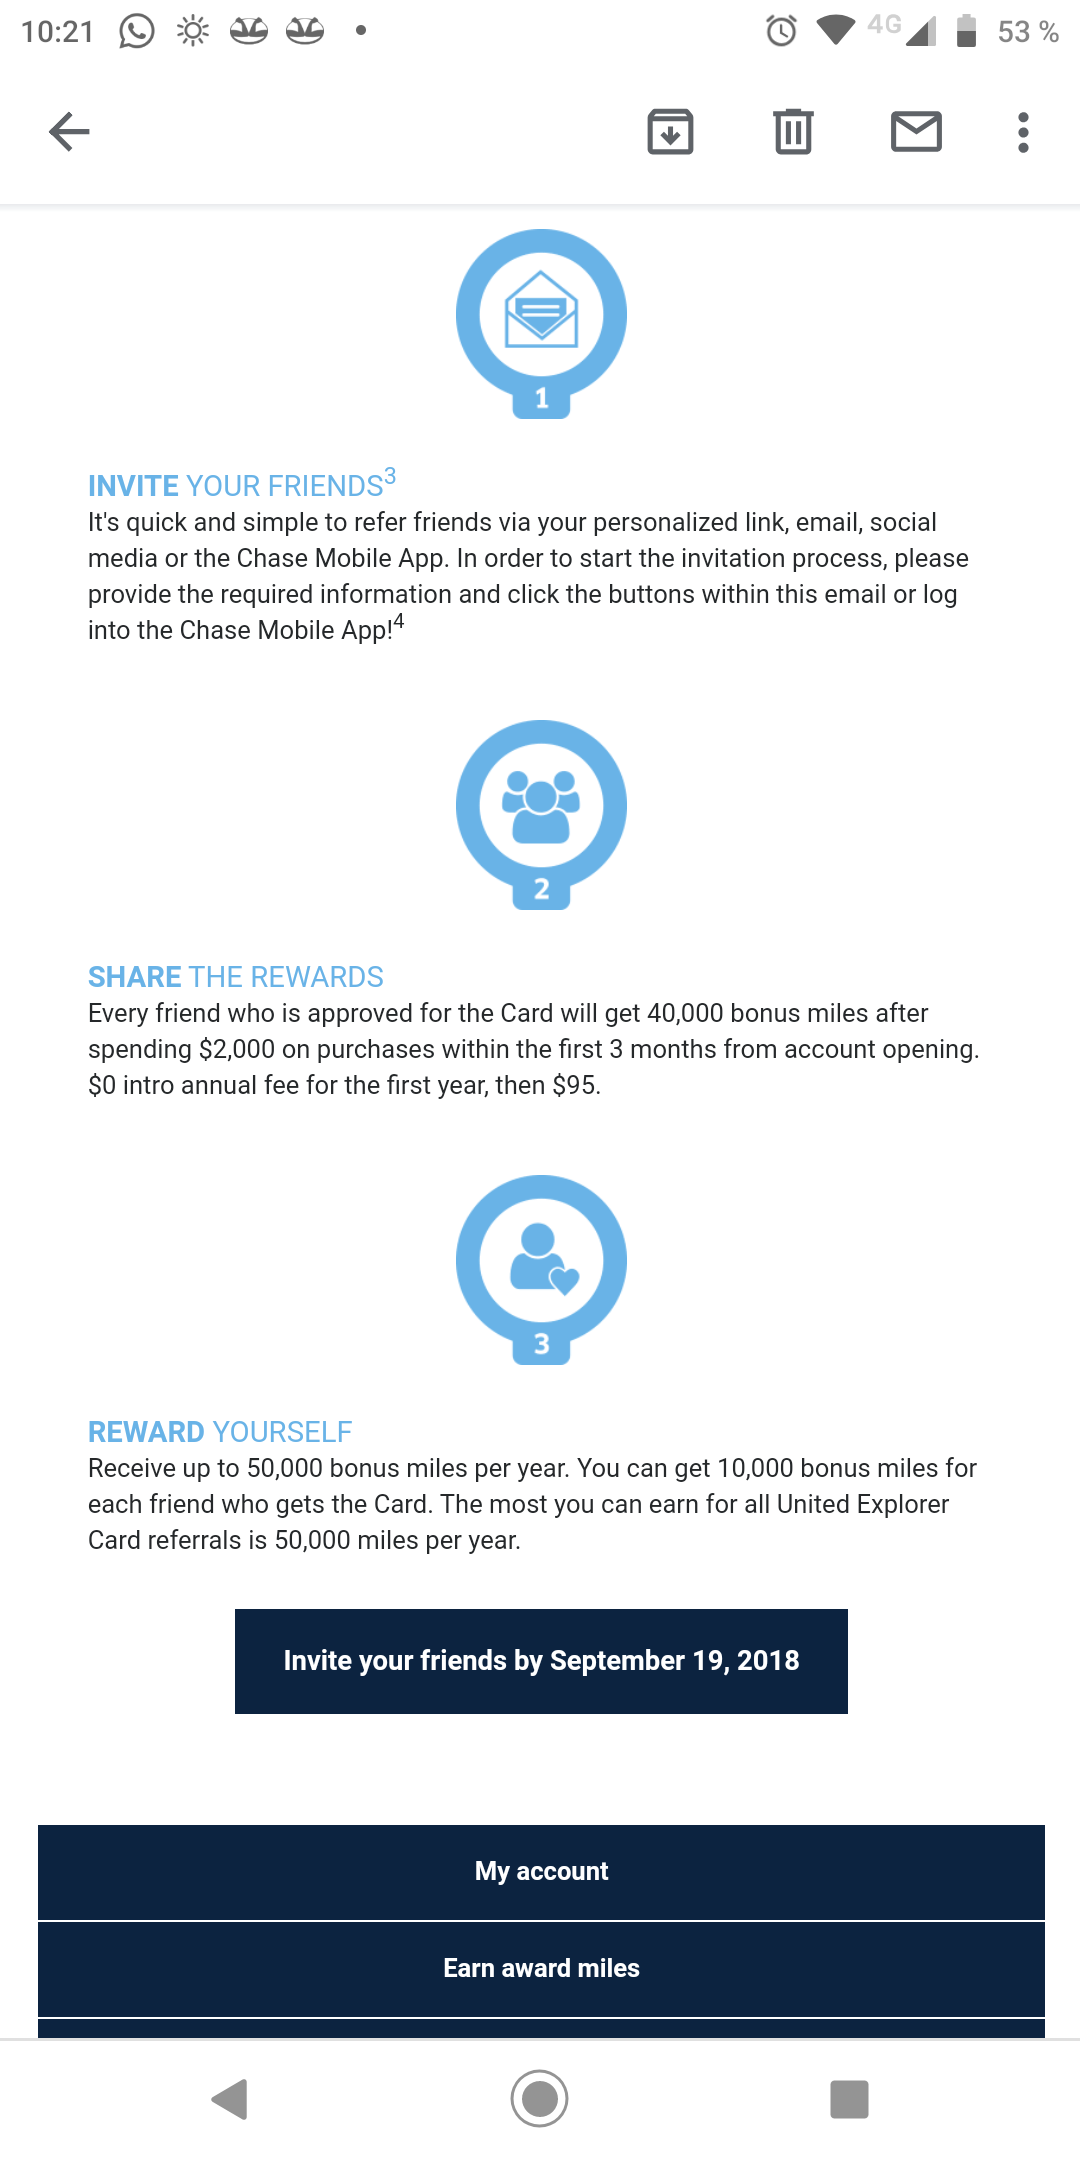 10:21
4G
53 %
1
INVITE YOUR FRIENDS3
It's quick and simple to refer friends via your personalized link, email, social
media or the Chase Mobile App. In order to start the invitation process, please
provide the required information and click the buttons within this email or log
into the Chase Mobile App!4
2
SHARE THE REWARDS
Every friend who is approved for the Card will get 40,000 bonus miles after
spending $2,000 on purchases within the first 3 months from account opening.
$0 intro annual fee for the first year, then $95.
3
REWARD YOURSELF
Receive up to 50,000 bonus miles per year. You can get 10,000 bonus miles for
each friend who gets the Card. The most you can earn for all United Explorer
Card referrals is 50,000 miles per year.
Invite your friends by September 19, 2018
My account
Earn award miles